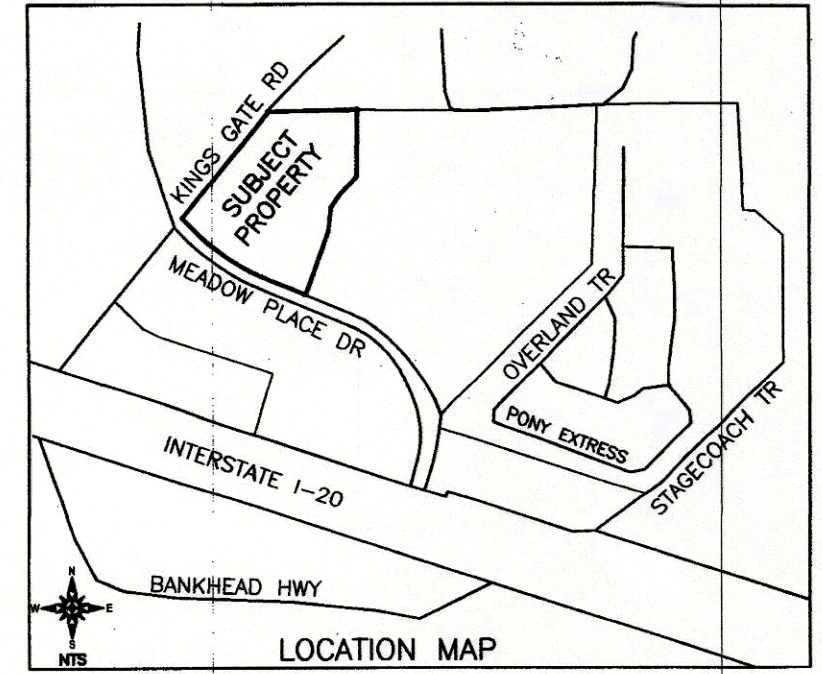 KINGS GATE RD
SUBJECT
PROPERTY
MEADOW PLACE DR
OVERLAND TR
PONY EXTRESS
STAGECOACH TR
INTERSTATE I-20
BANKHEAD HWY
N
W E
S
NTS
LOCATION MAP